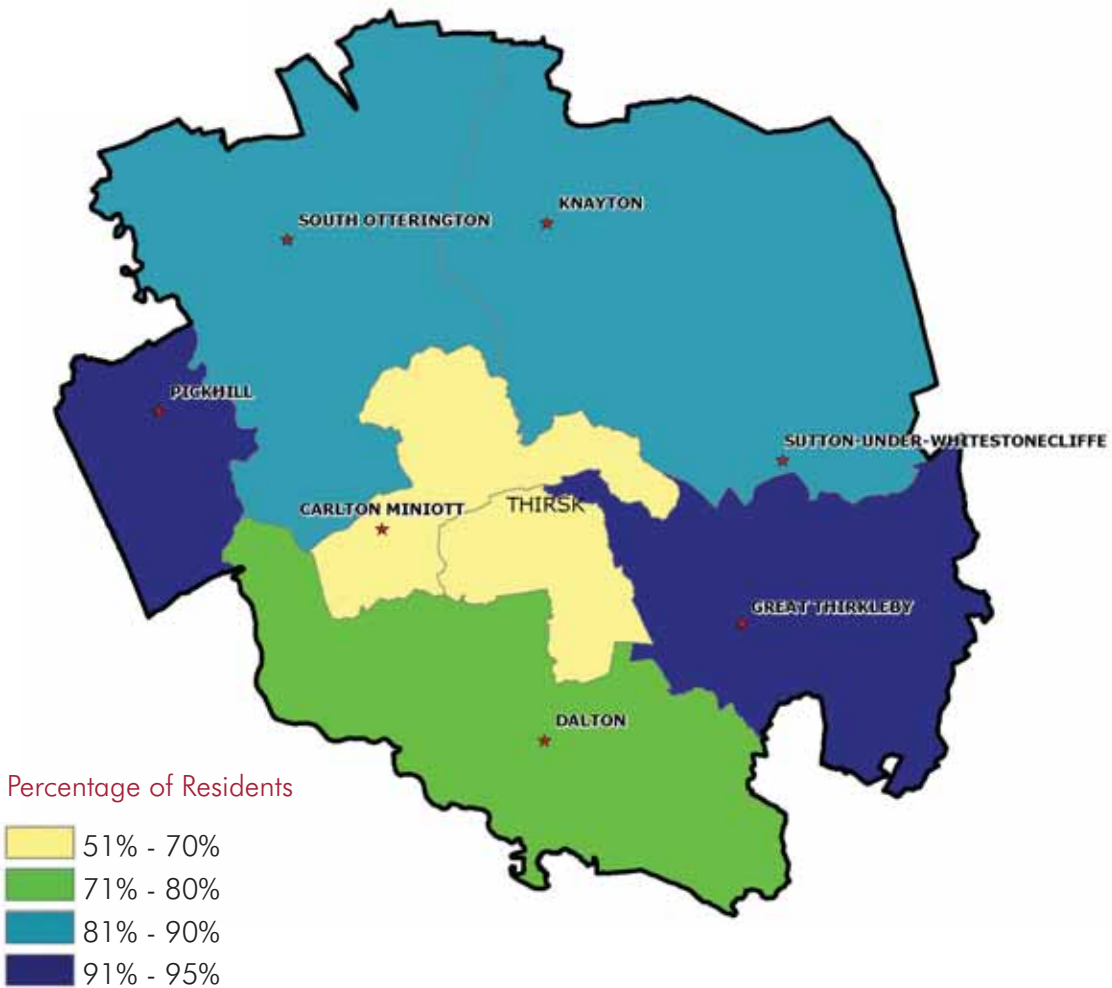 KNAYTON
SOUTH OTTERINGTON
PICKHILL
SUTTON-UNDER-WHITESTONECLIFFE
THIRSK
CARLTON MINIOTT
GREAT THIRKLEBY
DALTON
Percentage of Residents
51% - 70%
71% - 80%
81% - 90%
91% - 95%